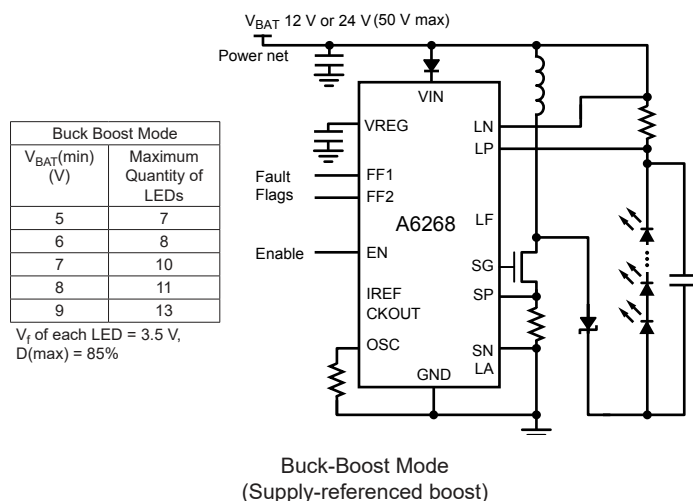 V_BAT 12 V or 24 V (50 V max)
Power net
VIN
VREG
LN
LP
Fault
Flags
FF1
FF2
A6268
LF
Enable
EN
SG
SP
IREF
CKOUT
OSC
SN
LA
GND
Buck Boost Mode
V_BAT(min)
(V)
Maximum
Quantity of
LEDs
5 7
6 8
7 10
8 11
9 13
V_f of each LED = 3.5 V,
D(max) = 85%
Buck-Boost Mode
(Supply-referenced boost)